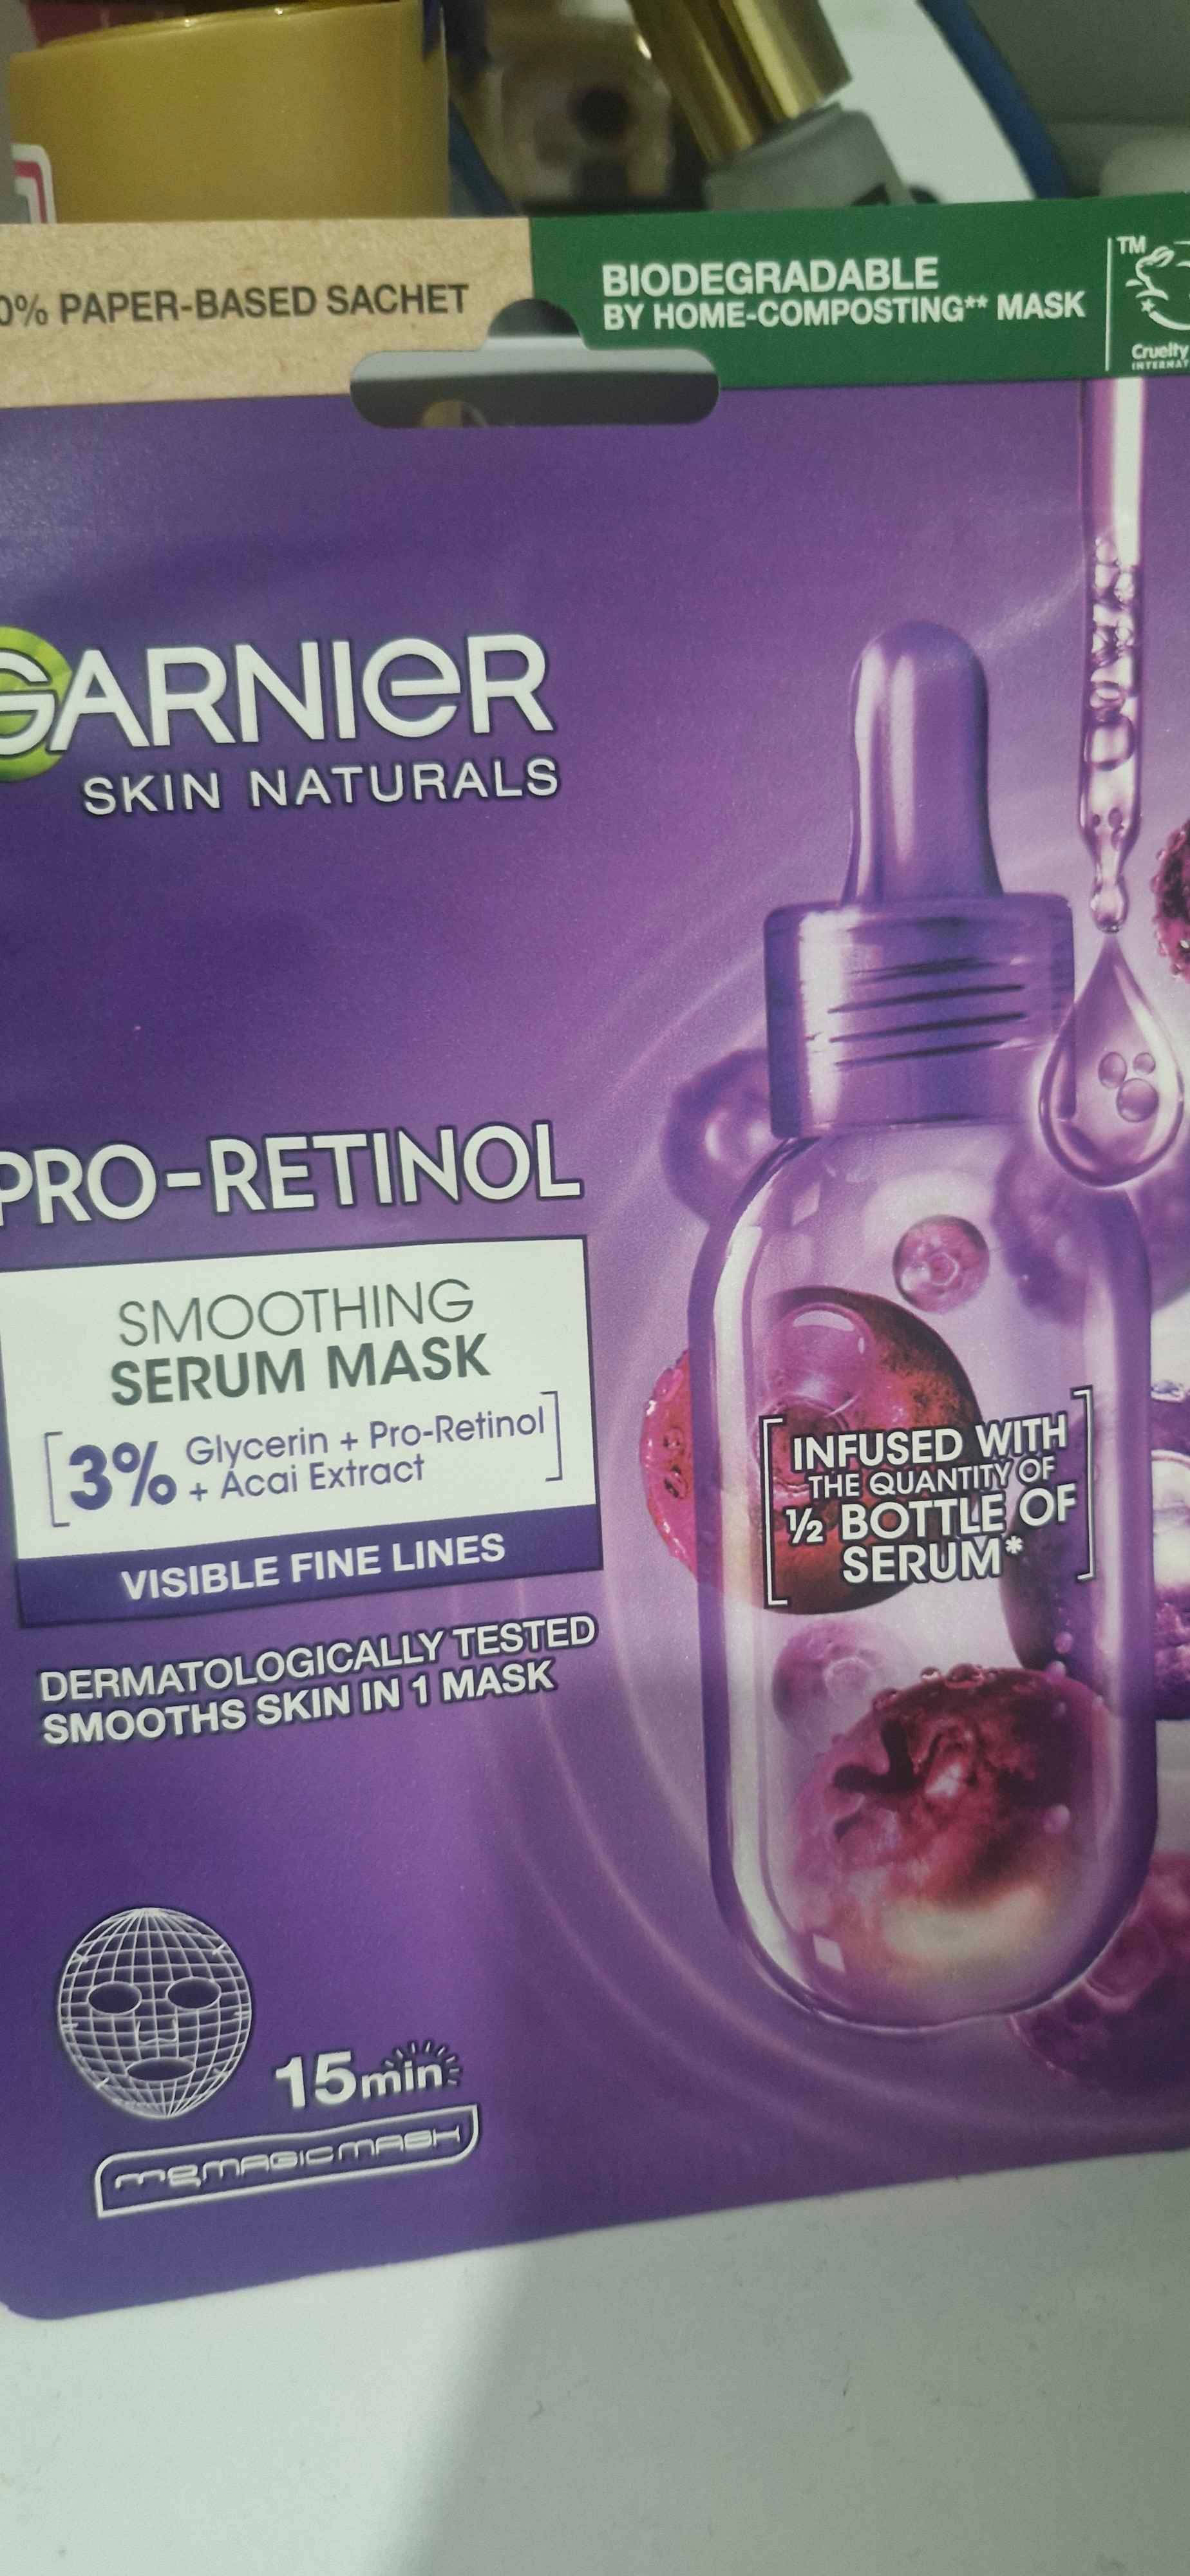 0% PAPER-BASED SACHET
BIODEGRADABLE
BY HOME-COMPOSTING** MASK
TM
Cruelty
GARNIER
SKIN NATURALS
PRO-RETINOL
SMOOTHING
SERUM MASK
[3% Glycerin + Pro-Retinol
+ Acai Extract]
VISIBLE FINE LINES
DERMATOLOGICALLY TESTED
SMOOTHS SKIN IN 1 MASK
[INFUSED WITH
THE QUANTITY OF
½ BOTTLE OF
SERUM*]
15min